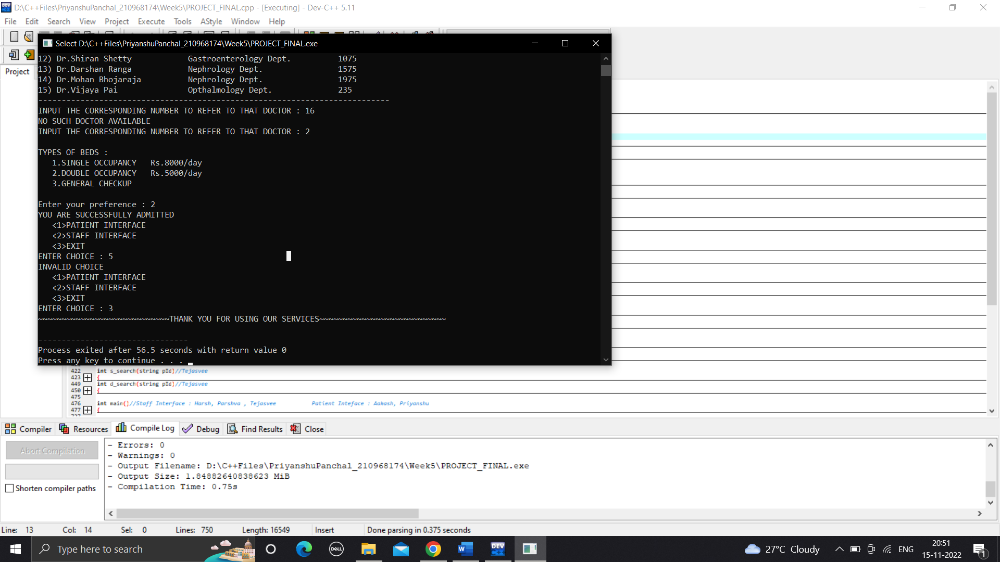 D:\C++Files\PriyanshuPanchal_210968174\Week5\PROJECT_FINAL.cpp - [Executing] - Dev-C++ 5.11
File Edit Search View Project Execute Tools AStyle Window Help
Select D:\C++Files\PriyanshuPanchal_210968174\Week5\PROJECT_FINAL.exe
Project
12) Dr.Shiran Shetty Gastroenterology Dept. 1075
13) Dr.Darshan Ranga Nephrology Dept. 1575
14) Dr.Mohan Bhojaraja Nephrology Dept. 1975
15) Dr.Vijaya Pai Opthalmology Dept. 235
---------------------------------------------------------------------------
INPUT THE CORRESPONDING NUMBER TO REFER TO THAT DOCTOR : 16
NO SUCH DOCTOR AVAILABLE
INPUT THE CORRESPONDING NUMBER TO REFER TO THAT DOCTOR : 2
TYPES OF BEDS :
1.SINGLE OCCUPANCY Rs.8000/day
2.DOUBLE OCCUPANCY Rs.5000/day
3.GENERAL CHECKUP
Enter your preference : 2
YOU ARE SUCCESSFULLY ADMITTED
<1>PATIENT INTERFACE
<2>STAFF INTERFACE
<3>EXIT
ENTER CHOICE : 5
INVALID CHOICE
<1>PATIENT INTERFACE
<2>STAFF INTERFACE
<3>EXIT
ENTER CHOICE : 3
~~~~~~~~~~~~~~~~~~~~~~~~~~~~THANK YOU FOR USING OUR SERVICES~~~~~~~~~~~~~~~~~~~~~~~~~~~
--------------------------------
Process exited after 56.5 seconds with return value 0
Press any key to continue . . .
422 int s_search(string pId)//Tejasvee
423 {
449 int d_search(string pId)//Tejasvee
450 {
475
476 int main()//Staff Interface : Harsh, Parshva , Tejasvee Patient Inteface : Aakash, Priyanshu
477 {
Compiler Resources Compile Log Debug Find Results Close
Abort Compilation
Shorten compiler paths
- Errors: 0
- Warnings: 0
- Output Filename: D:\C++Files\PriyanshuPanchal_210968174\Week5\PROJECT_FINAL.exe
- Output Size: 1.84882640838623 MiB
- Compilation Time: 0.75s
Line: 13 Col: 14 Sel: 0 Lines: 750 Length: 16549 Insert Done parsing in 0.375 seconds
Type here to search
DELL
W
DEV C++
27°C Cloudy
ENG
20:51
15-11-2022
1